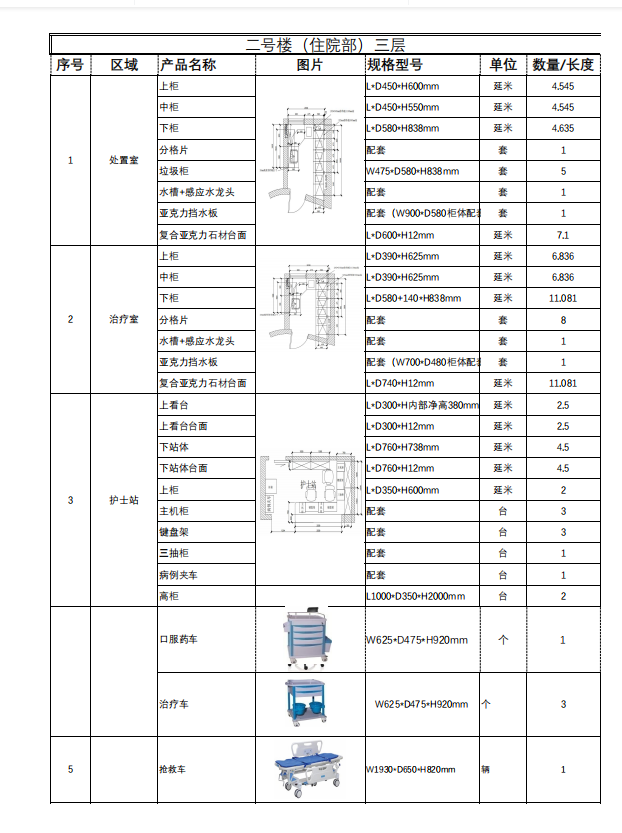 二号楼（住院部）三层
序号 区域 产品名称 图片 规格型号 单位 数量/长度
1 处置室 上柜 L*D450*H600mm 延米 4.545
中柜 L*D450*H550mm 延米 4.545
下柜 L*D580*H838mm 延米 4.635
分格片 配套 套 1
垃圾柜 W475*D580*H838mm 套 5
水槽+感应水龙头 配套 套 1
亚克力挡水板 配套（W900*D580柜体配套 套 1
复合亚克力石材台面 L*D600*H12mm 延米 7.1
2 治疗室 上柜 L*D390*H625mm 延米 6.836
中柜 L*D390*H625mm 延米 6.836
下柜 L*D580+140*H838mm 延米 11.081
分格片 配套 套 8
水槽+感应水龙头 配套 套 1
亚克力挡水板 配套（W700*D480柜体配套 套 1
复合亚克力石材台面 L*D740*H12mm 延米 11.081
3 护士站 上看台 护士站 L*D300*H内部净高380mm 延米 2.5
上看台台面 L*D300*H12mm 延米 2.5
下站体 L*D760*H738mm 延米 4.5
下站体台面 L*D760*H12mm 延米 4.5
上柜 L*D350*H600mm 延米 2
主机柜 配套 台 3
键盘架 配套 台 3
三抽柜 配套 台 1
病例夹车 配套 台 1
高柜 L1000*D350*H2000mm 台 2
口服药车 W625*D475*H920mm 个 1
治疗车 W625*D475*H920mm 个 3
5 抢救车 W1930*D650*H820mm 辆 1